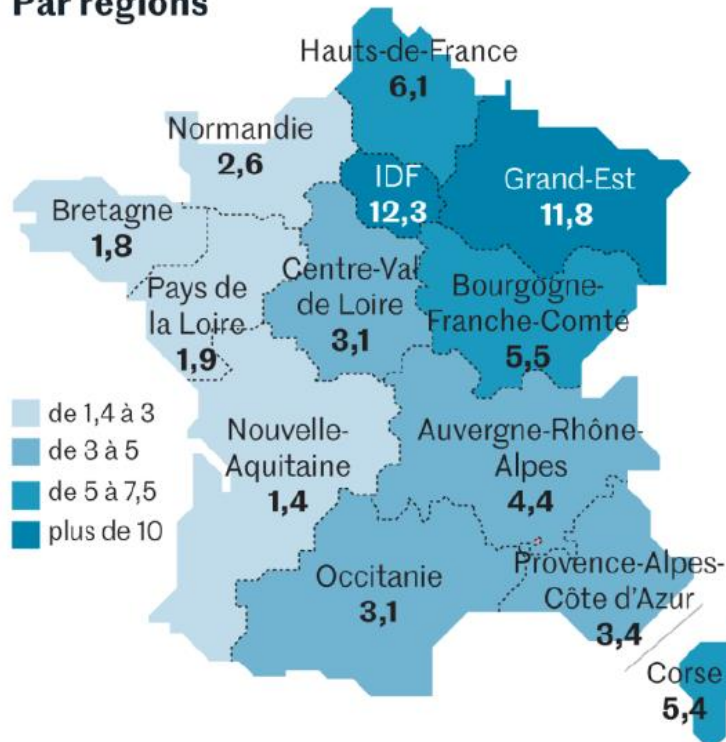 Par régions
Hauts-de-France
6,1
Normandie
2,6
IDF
12,3
Grand-Est
11,8
Bretagne
1,8
Pays de
la Loire
1,9
Centre-Val
de Loire
3,1
Bourgogne-
Franche-Comté
5,5
de 1,4 à 3
de 3 à 5
de 5 à 7,5
plus de 10
Nouvelle-
Aquitaine
1,4
Auvergne-Rhône-
Alpes
4,4
Occitanie
3,1
Provence-Alpes-
Côte d'Azur
3,4
Corse
5,4